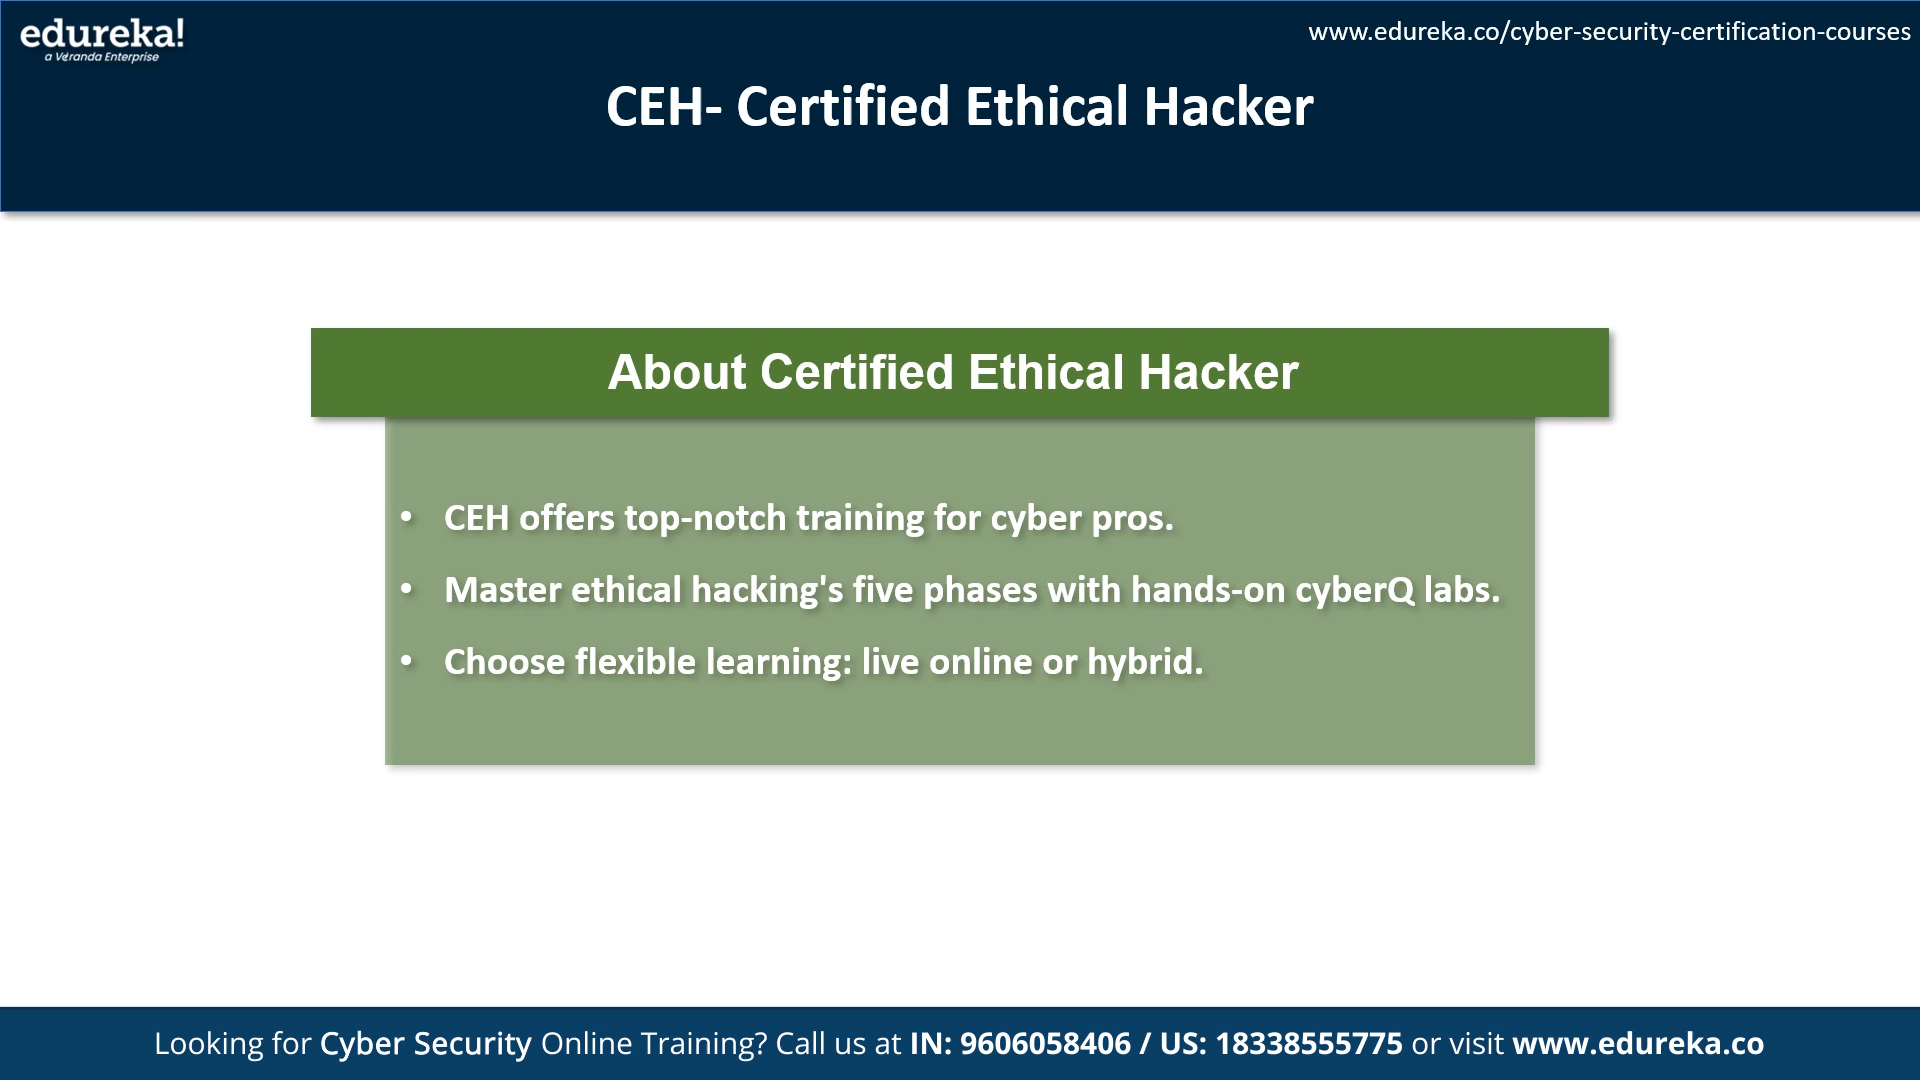 edureka!
a Veranda Enterprise
www.edureka.co/cyber-security-certification-courses
CEH- Certified Ethical Hacker
About Certified Ethical Hacker
• CEH offers top-notch training for cyber pros.
• Master ethical hacking's five phases with hands-on cyberQ labs.
• Choose flexible learning: live online or hybrid.
Looking for Cyber Security Online Training? Call us at IN: 9606058406 / US: 18338555775 or visit www.edureka.co